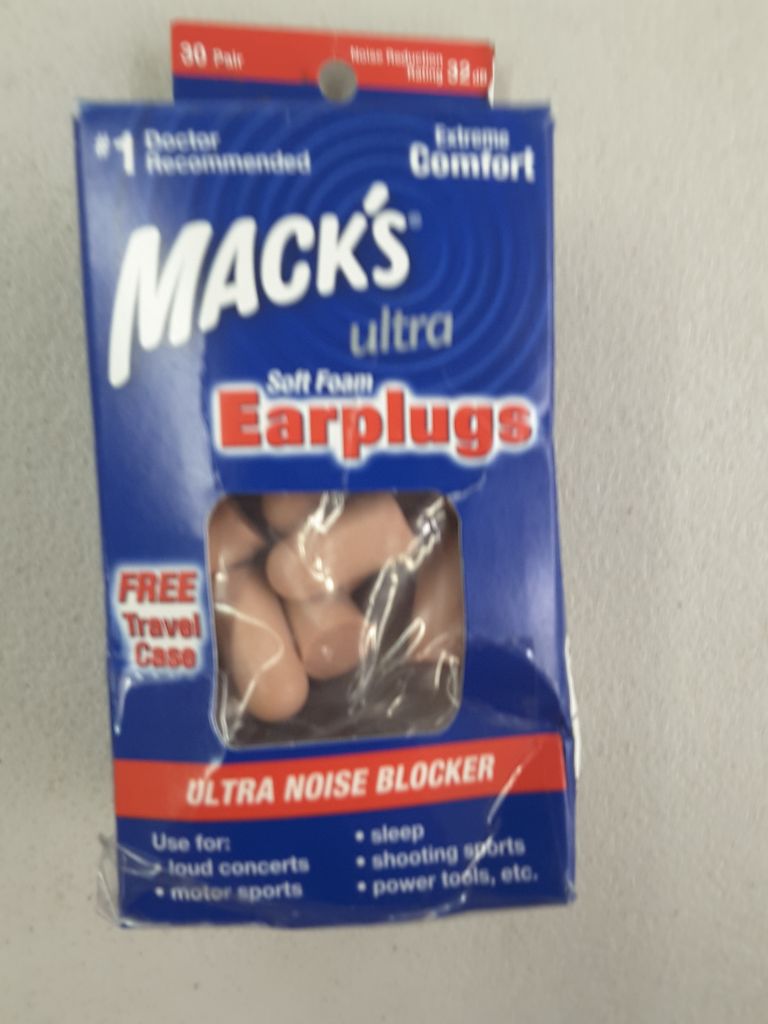 30 Pair
Noise Reduction
Rating 32 dB
#1 Doctor
Recommended
Extreme
Comfort
MACK'S®
ultra
Soft Foam
Earplugs
FREE
Travel
Case
ULTRA NOISE BLOCKER
Use for:
• loud concerts
• motor sports
• sleep
• shooting sports
• power tools, etc.